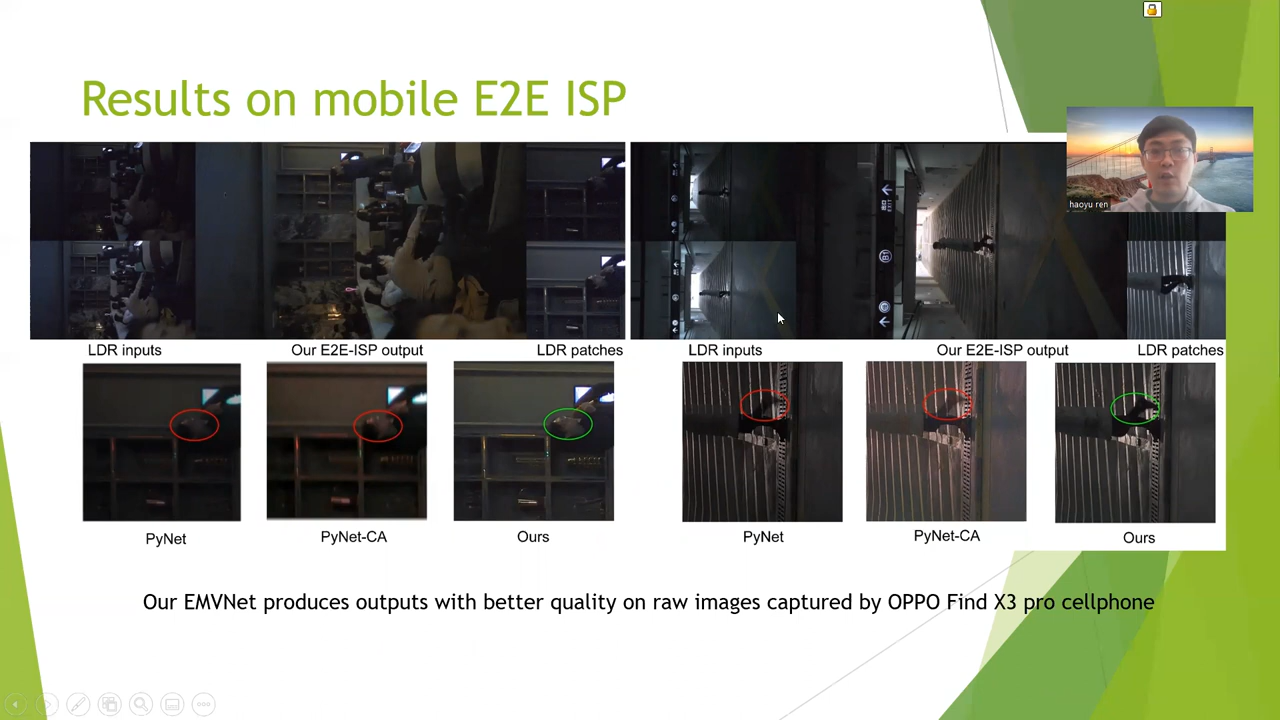 Results on mobile E2E ISP
haoyu ren
LDR inputs
Our E2E-ISP output
LDR patches
LDR inputs
Our E2E-ISP output
LDR patches
PyNet
PyNet-CA
Ours
PyNet
PyNet-CA
Ours
Our EMVNet produces outputs with better quality on raw images captured by OPPO Find X3 pro cellphone